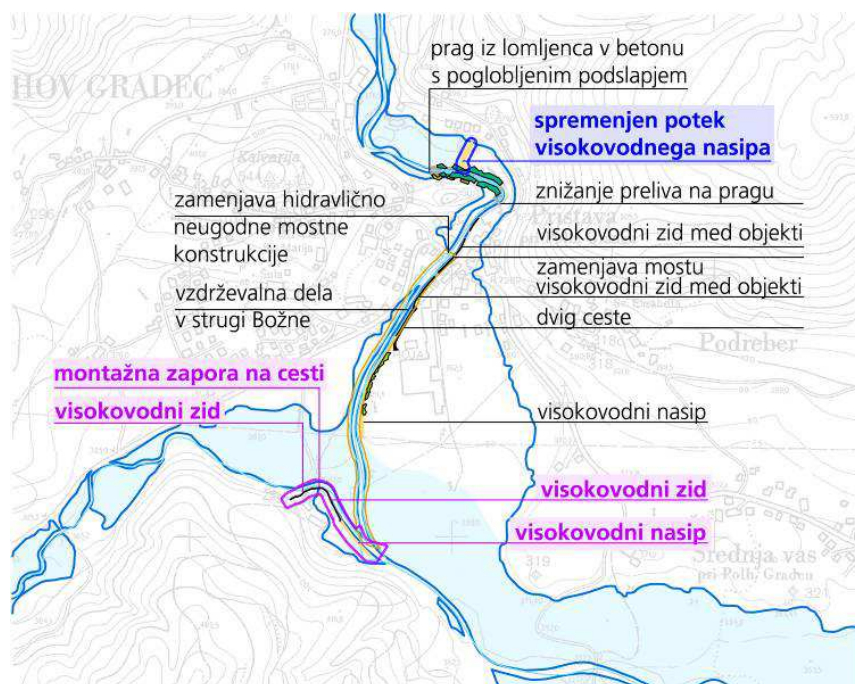 prag iz lomljenca v betonu
s poglobljenim podslapjem
HOV GRADEC
spremenjen potek
visokovodnega nasipa
Kalvarija
znižanje preliva na pragu
zamenjava hidravlično
neugodne mostne
konstrukcije
Pristava
visokovodni zid med objekti
zamenjava mostu
visokovodni zid med objekti
vzdrževalna dela
v strugi Božne
dvig ceste
Podreber
318
montažna zapora na cesti
visokovodni zid
visokovodni nasip
visokovodni zid
visokovodni nasip
Srednja vas
pri Polh. Gradcu
319
321